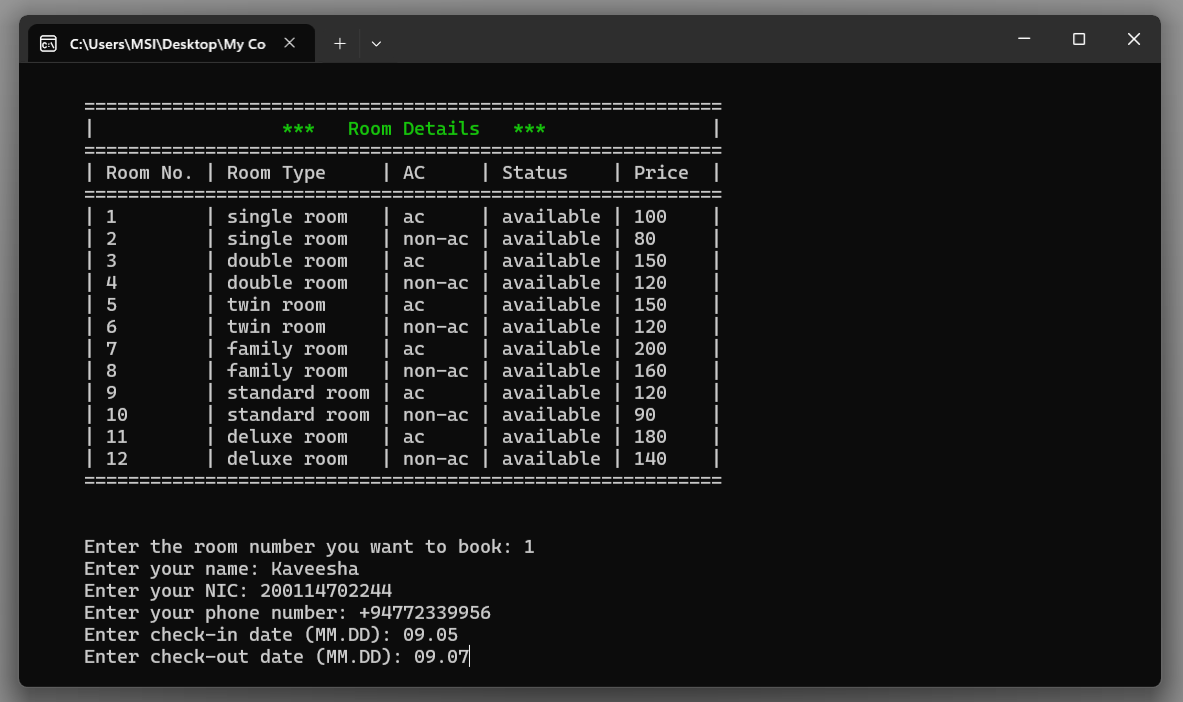 C:\Users\MSI\Desktop\My Co
==========================================================
|                 ***   Room Details   ***               |
==========================================================
| Room No. | Room Type     | AC     | Status    | Price  |
==========================================================
| 1        | single room   | ac     | available | 100    |
| 2        | single room   | non-ac | available | 80     |
| 3        | double room   | ac     | available | 150    |
| 4        | double room   | non-ac | available | 120    |
| 5        | twin room     | ac     | available | 150    |
| 6        | twin room     | non-ac | available | 120    |
| 7        | family room   | ac     | available | 200    |
| 8        | family room   | non-ac | available | 160    |
| 9        | standard room | ac     | available | 120    |
| 10       | standard room | non-ac | available | 90     |
| 11       | deluxe room   | ac     | available | 180    |
| 12       | deluxe room   | non-ac | available | 140    |
==========================================================
Enter the room number you want to book: 1
Enter your name: Kaveesha
Enter your NIC: 200114702244
Enter your phone number: +94772339956
Enter check-in date (MM.DD): 09.05
Enter check-out date (MM.DD): 09.07